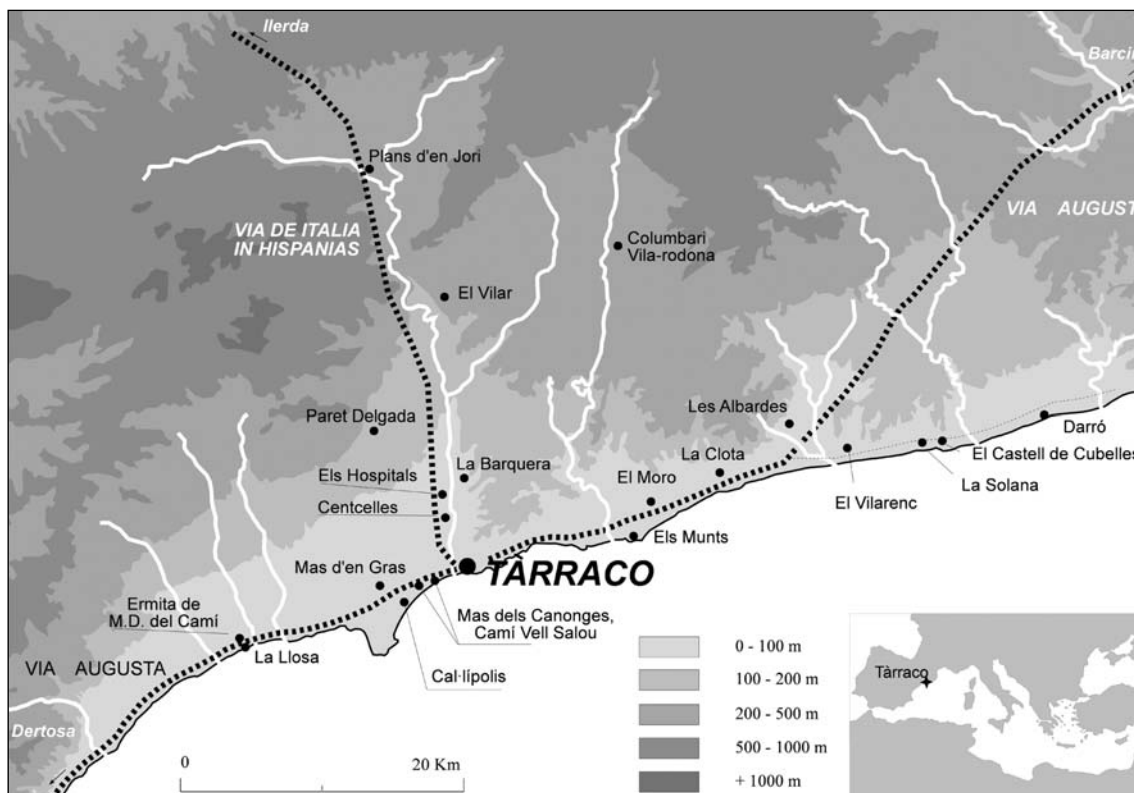 Ilerda
Barcin
Plans d'en Jori
VIA DE ITALIA
IN HISPANIAS
VIA AUGUST
Columbari
Vila-rodona
El Vilar
Paret Delgada
Les Albardes
Darró
El Castell de Cubelles
La Clota
La Barquera
Els Hospitals
El Moro
El Vilarenc
La Solana
Centcelles
Els Munts
Mas d'en Gras
TÀRRACO
Ermita de
M.D. del Camí
Mas dels Canonges,
Camí Vell Salou
La Llosa
VIA AUGUSTA
Cal·lípolis
Dertosa
0
20 Km
0 - 100 m
100 - 200 m
200 - 500 m
500 - 1000 m
+ 1000 m
Tàrraco